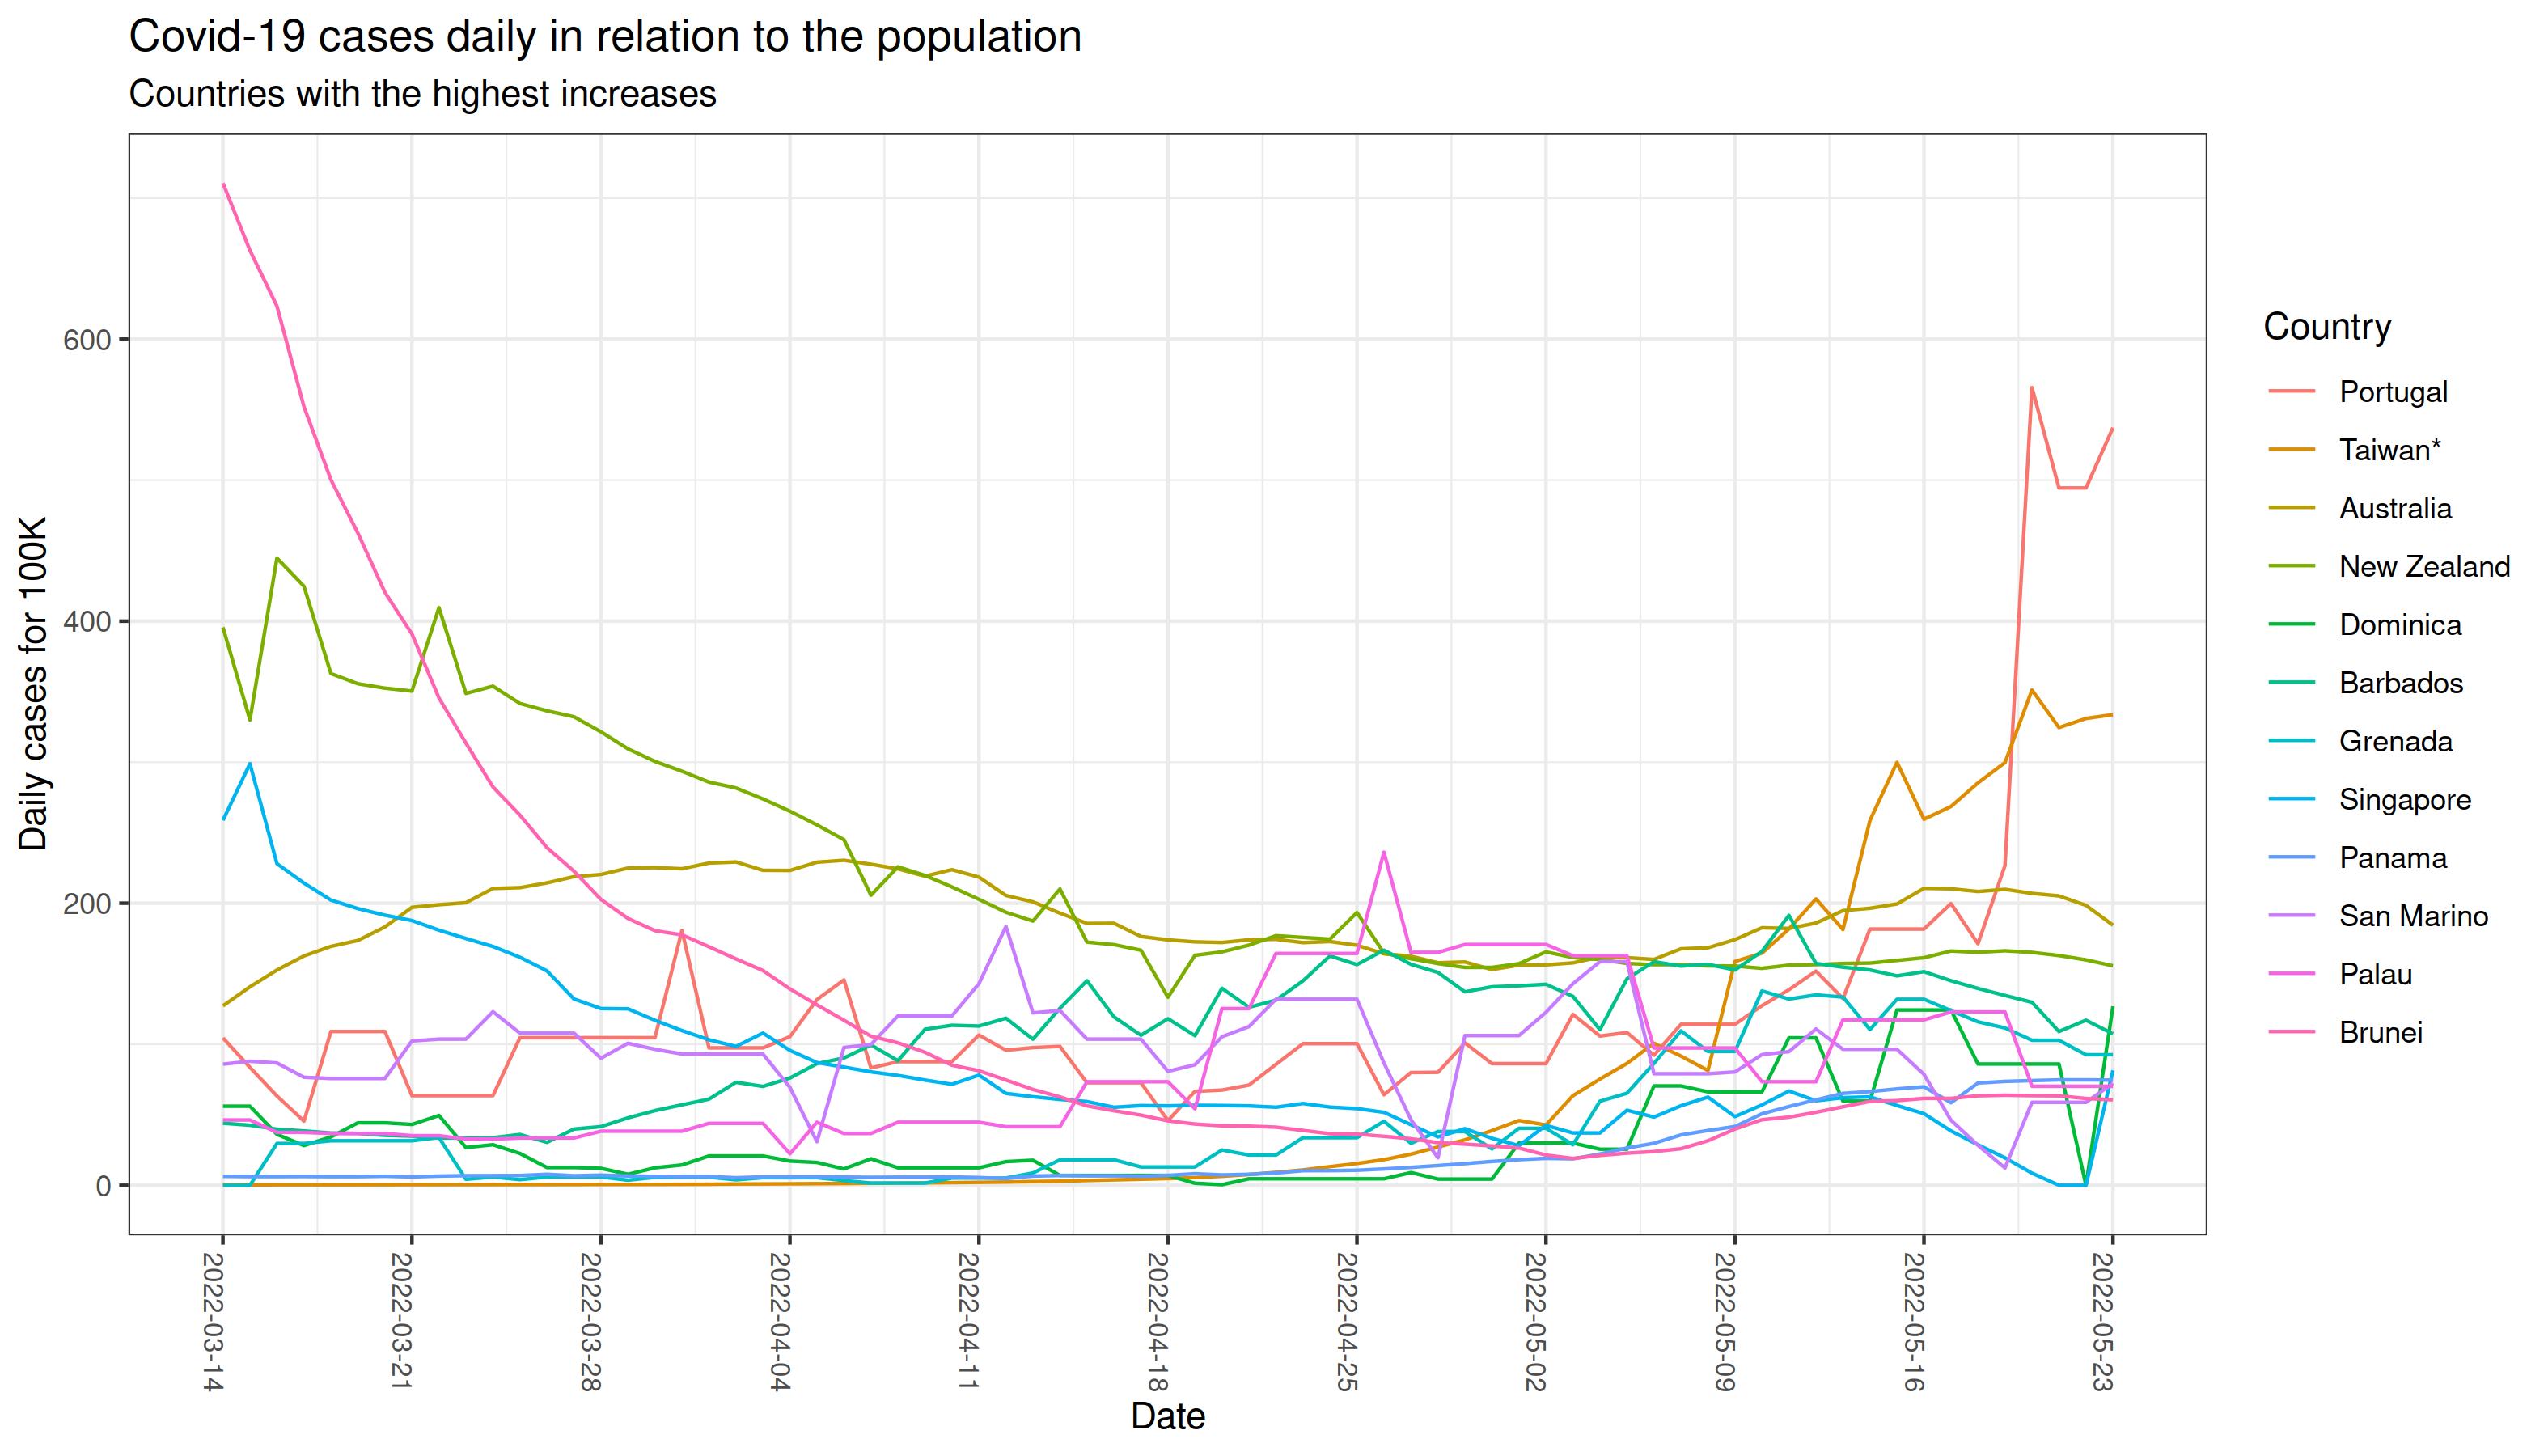 Covid-19 cases daily in relation to the population
Countries with the highest increases
Daily cases for 100K
600
400
200
0
2022-03-14
2022-03-21
2022-03-28
2022-04-04
2022-04-11
2022-04-18
2022-04-25
2022-05-02
2022-05-09
2022-05-16
2022-05-23
Date
Country
Portugal
Taiwan*
Australia
New Zealand
Dominica
Barbados
Grenada
Singapore
Panama
San Marino
Palau
Brunei